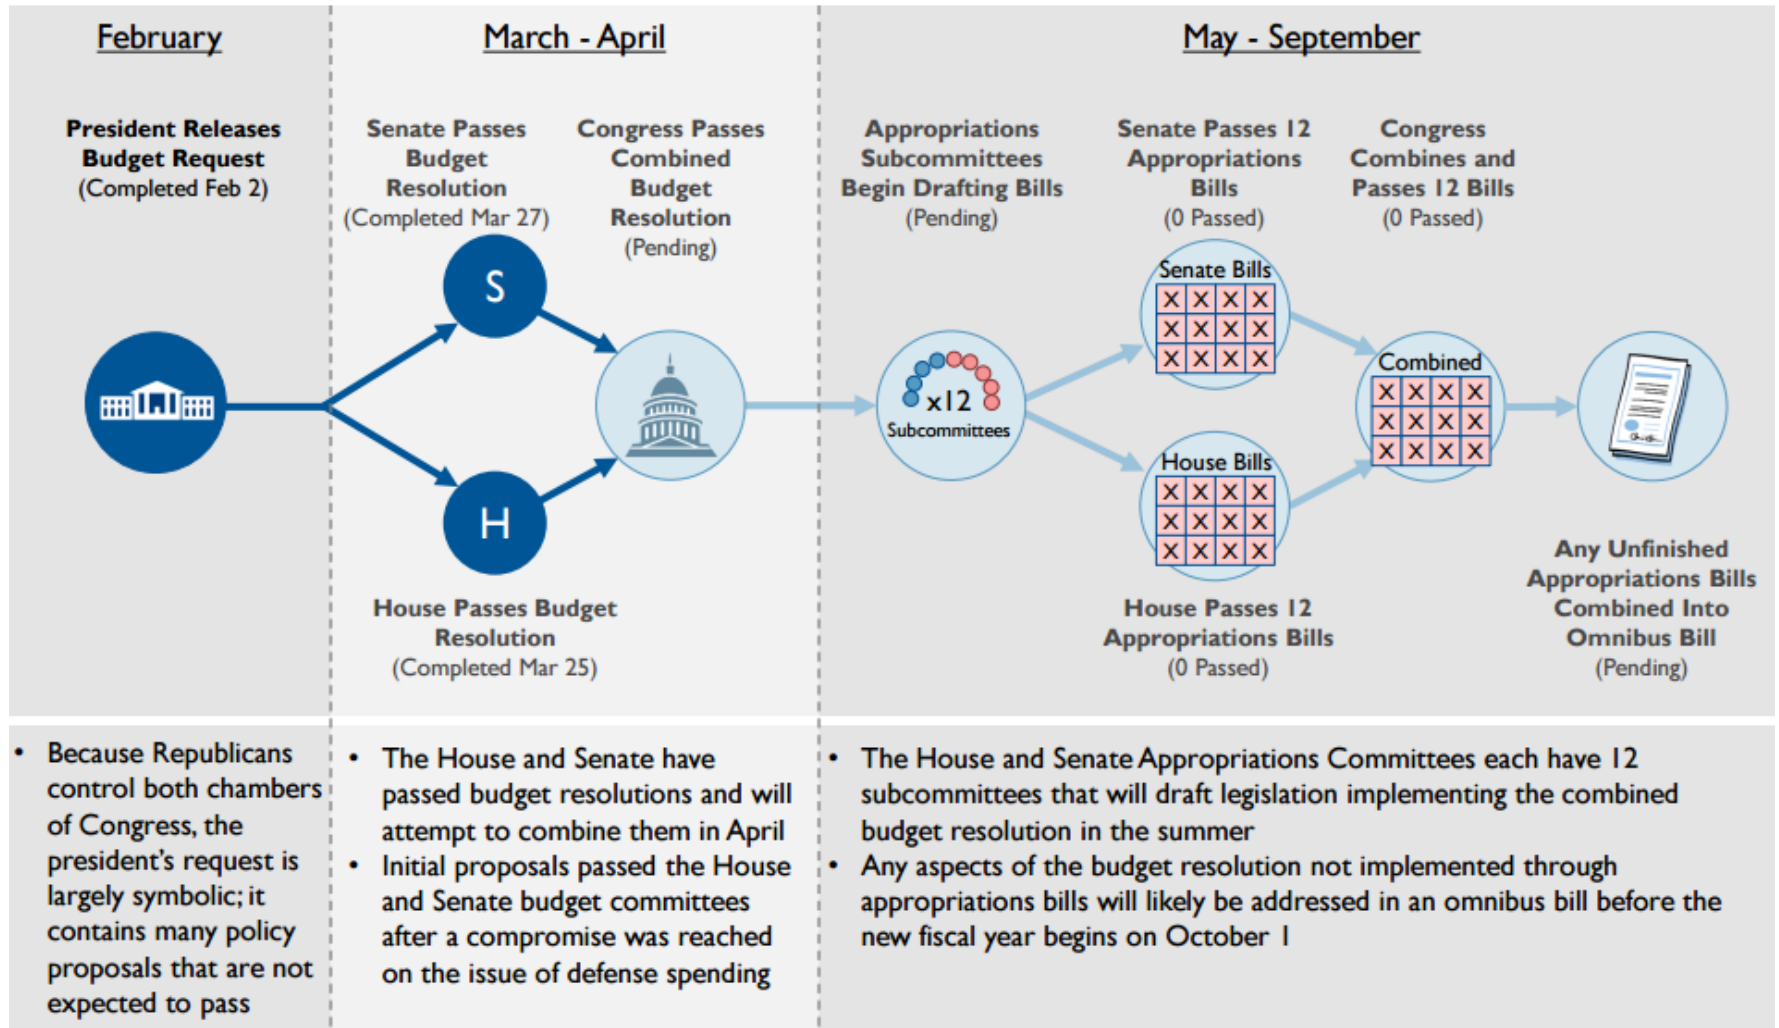 February
President Releases
Budget Request
(Completed Feb 2)
March - April
Senate Passes
Budget
Resolution
(Completed Mar 27)
S
Congress Passes
Combined
Budget
Resolution
(Pending)
H
House Passes Budget
Resolution
(Completed Mar 25)
May - September
Appropriations
Subcommittees
Begin Drafting Bills
(Pending)
x12
Subcommittees
Senate Passes 12
Appropriations
Bills
(0 Passed)
Senate Bills
X X X X
X X X X
X X X X
House Bills
X X X X
X X X X
X X X X
House Passes 12
Appropriations Bills
(0 Passed)
Congress
Combines and
Passes 12 Bills
(0 Passed)
Combined
X X X X
X X X X
X X X X
Any Unfinished
Appropriations Bills
Combined Into
Omnibus Bill
(Pending)
• Because Republicans
control both chambers
of Congress, the
president's request is
largely symbolic; it
contains many policy
proposals that are not
expected to pass
• The House and Senate have
passed budget resolutions and will
attempt to combine them in April
• Initial proposals passed the House
and Senate budget committees
after a compromise was reached
on the issue of defense spending
• The House and Senate Appropriations Committees each have 12
subcommittees that will draft legislation implementing the combined
budget resolution in the summer
• Any aspects of the budget resolution not implemented through
appropriations bills will likely be addressed in an omnibus bill before the
new fiscal year begins on October 1